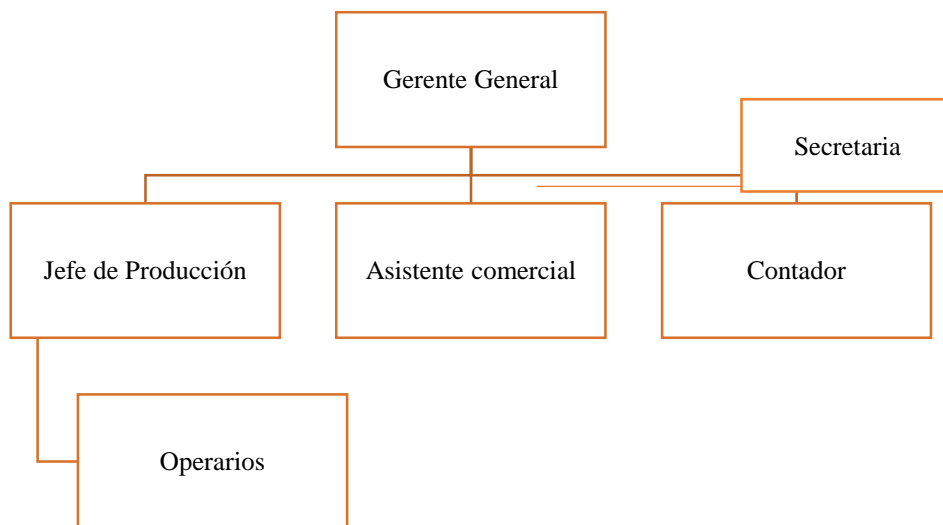 Gerente General
Secretaria
Jefe de Producción
Asistente comercial
Contador
Operarios